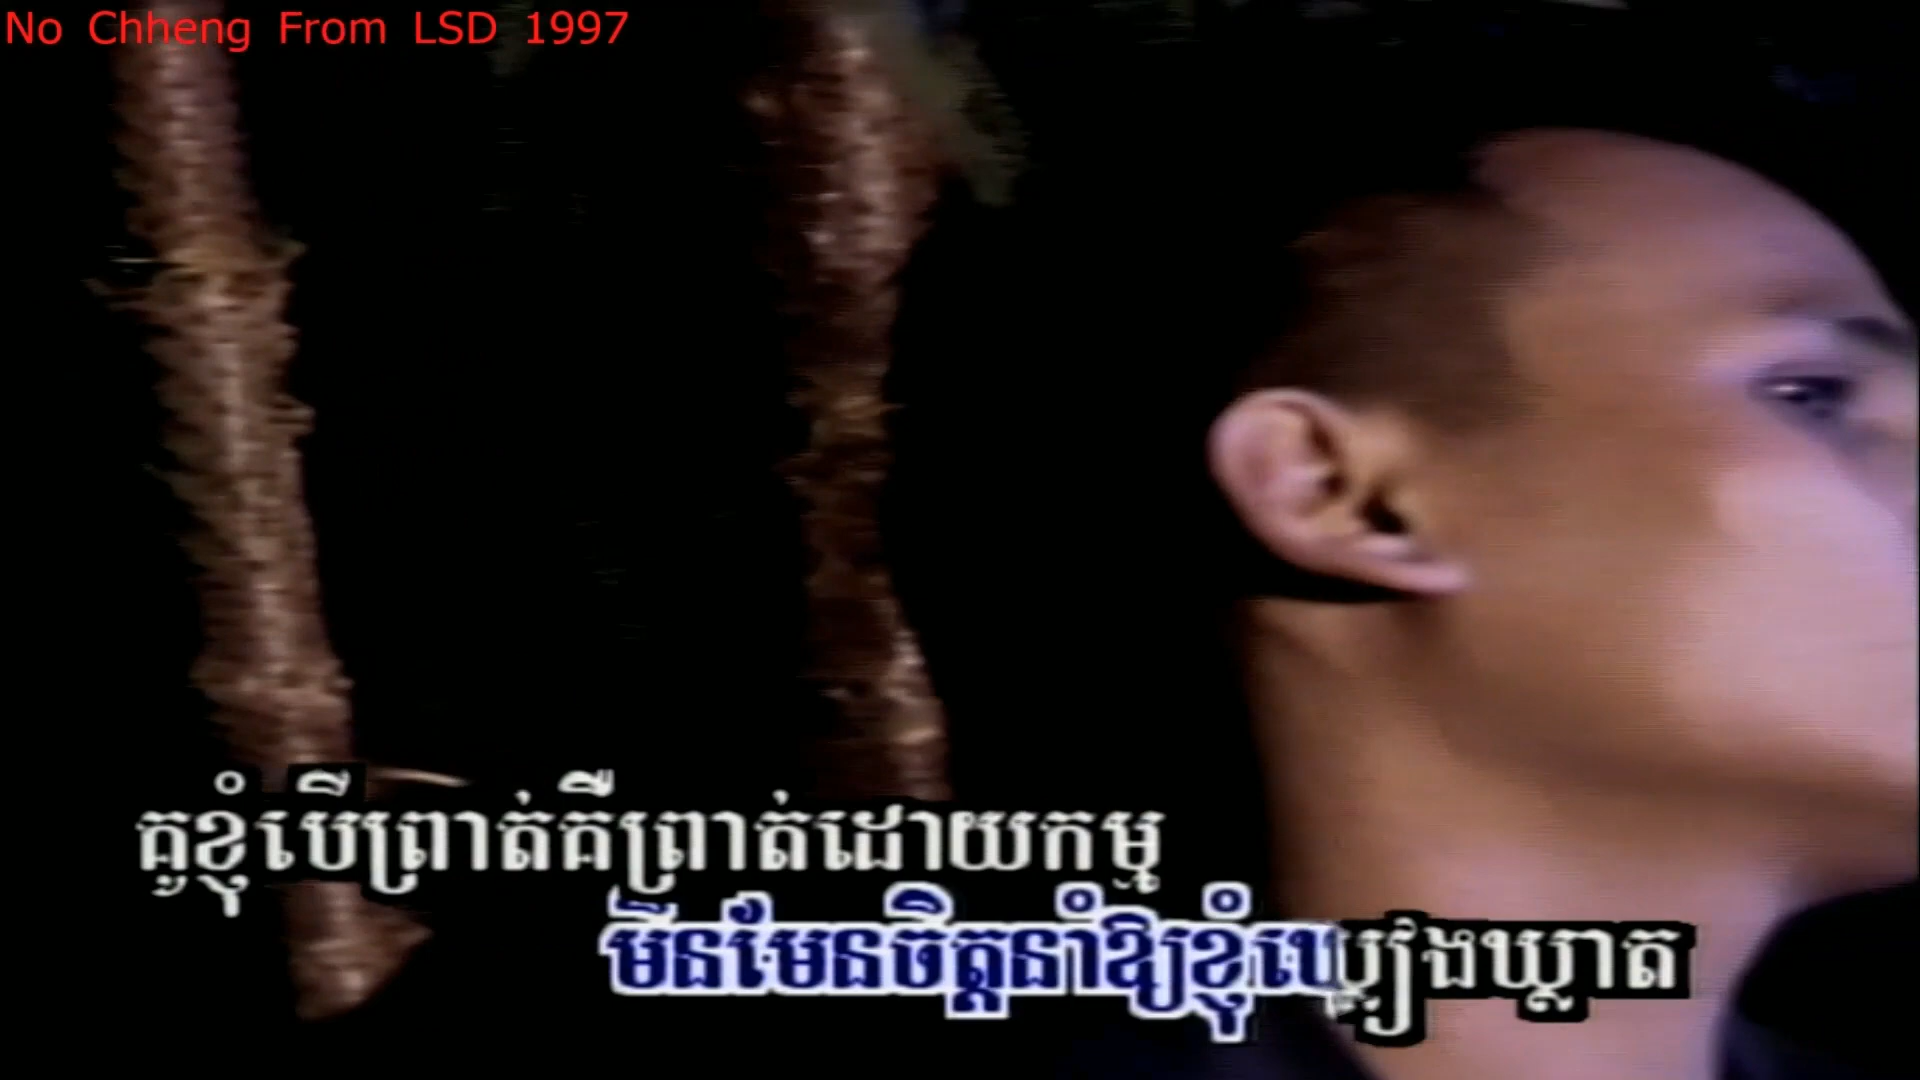 No Chheng From LSD 1997
គូខ្ញុំបើព្រាត់គឺព្រាត់ដោយកម្ម
មិនមែនចិត្តនាំឱ្យខ្ញុំល្បៀងឃ្លាត